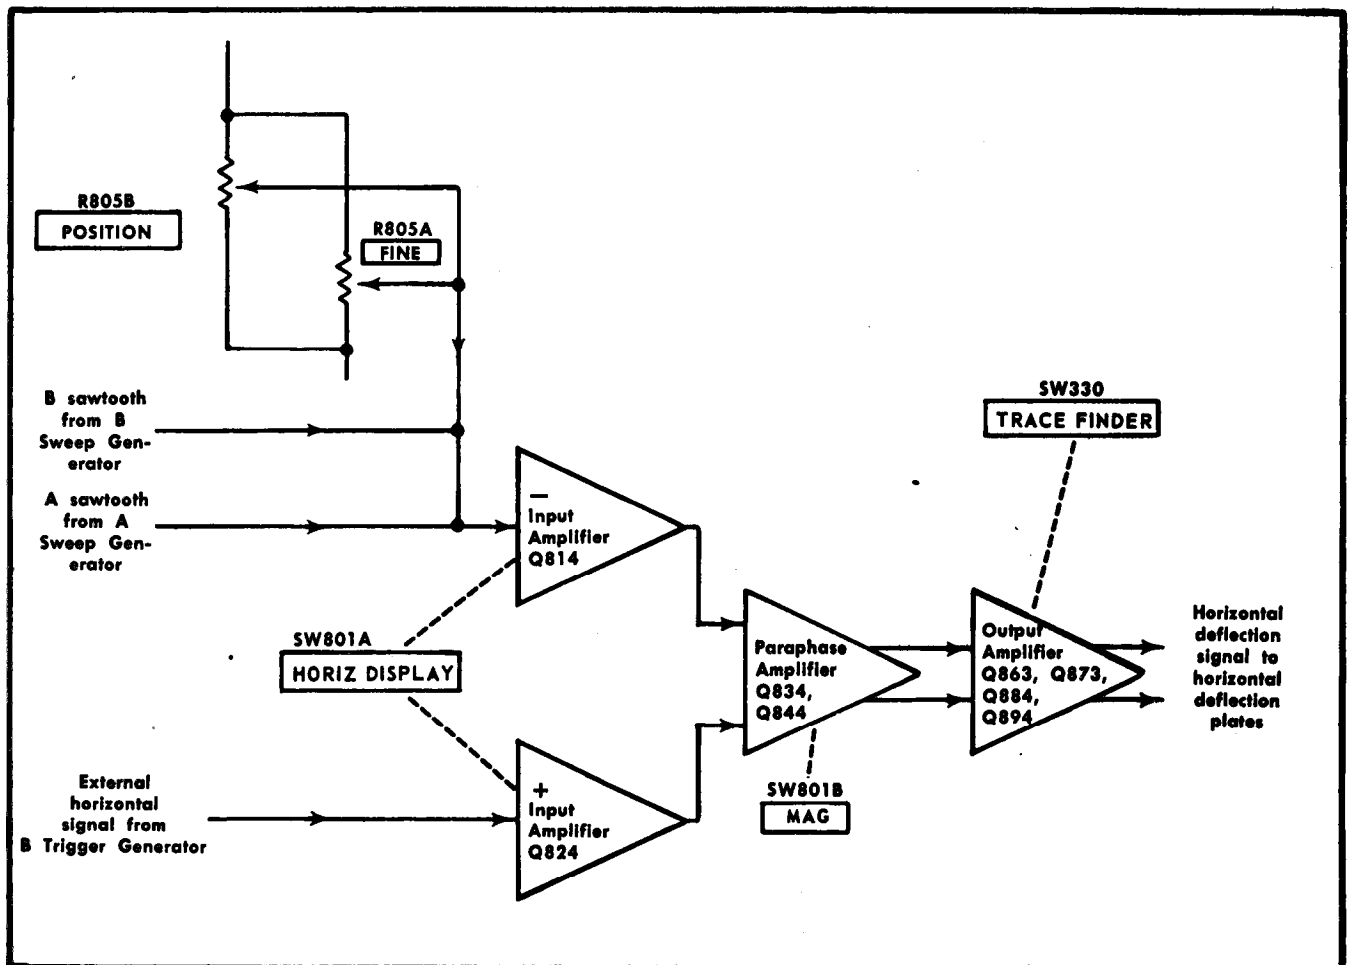 R805B
POSITION
R805A
FINE
B sawtooth
from B
Sweep Gen-
erator
A sawtooth
from A
Sweep Gen-
erator
—
Input
Amplifier
Q814
SW801A
HORIZ DISPLAY
External
horizontal
signal from
B Trigger Generator
+
Input
Amplifier
Q824
Paraphase
Amplifier
Q834,
Q844
SW801B
MAG
SW330
TRACE FINDER
Output
Amplifier
Q863, Q873,
Q884,
Q894
Horizontal
deflection
signal to
horizontal
deflection
plates